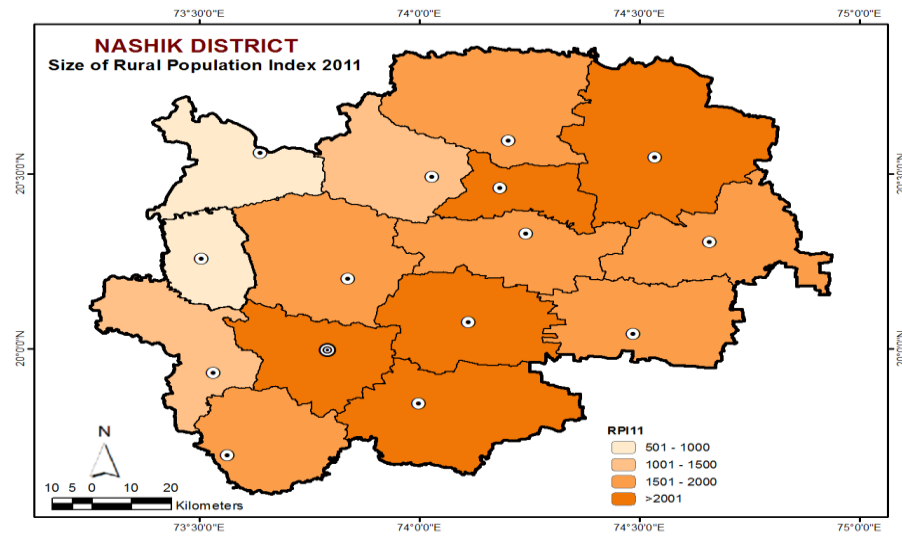 73°30'0"E 74°0'0"E 74°30'0"E 75°0'0"E
NASHIK DISTRICT
Size of Rural Population Index 2011
20°30'0"N 20°30'0"N
20°0'0"N 20°0'0"N
N
10 5 0 10 20
Kilometers
RPI11
501 - 1000
1001 - 1500
1501 - 2000
>2001
73°30'0"E 74°0'0"E 74°30'0"E 75°0'0"E